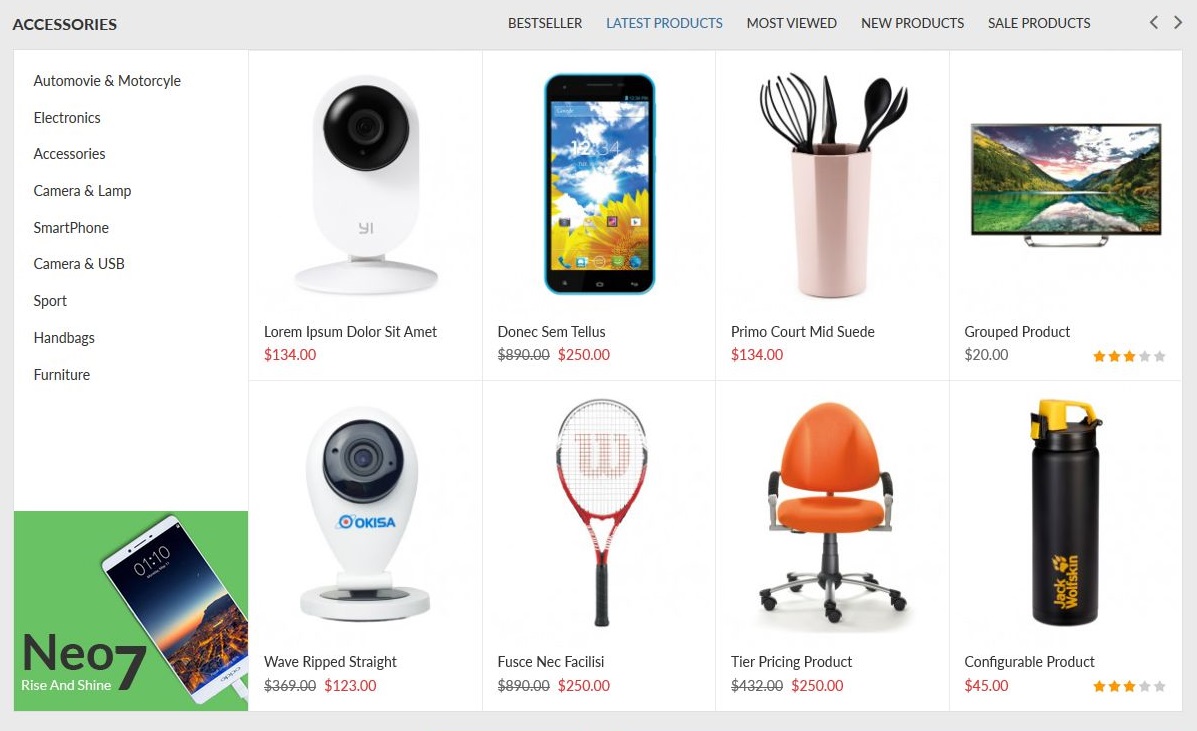 ACCESSORIES
BESTSELLER LATEST PRODUCTS MOST VIEWED NEW PRODUCTS SALE PRODUCTS
Automovie & Motorcyle
Electronics
Accessories
Camera & Lamp
SmartPhone
Camera & USB
Sport
Handbags
Furniture
01:10
Neo7
Rise And Shine
oppo
YI
Google
12:34
Lorem Ipsum Dolor Sit Amet
$134.00
Donec Sem Tellus
$890.00 $250.00
Primo Court Mid Suede
$134.00
Grouped Product
$20.00
OKISA
W
Jack
Wolfskin
Wave Ripped Straight
$369.00 $123.00
Fusce Nec Facilisi
$890.00 $250.00
Tier Pricing Product
$432.00 $250.00
Configurable Product
$45.00